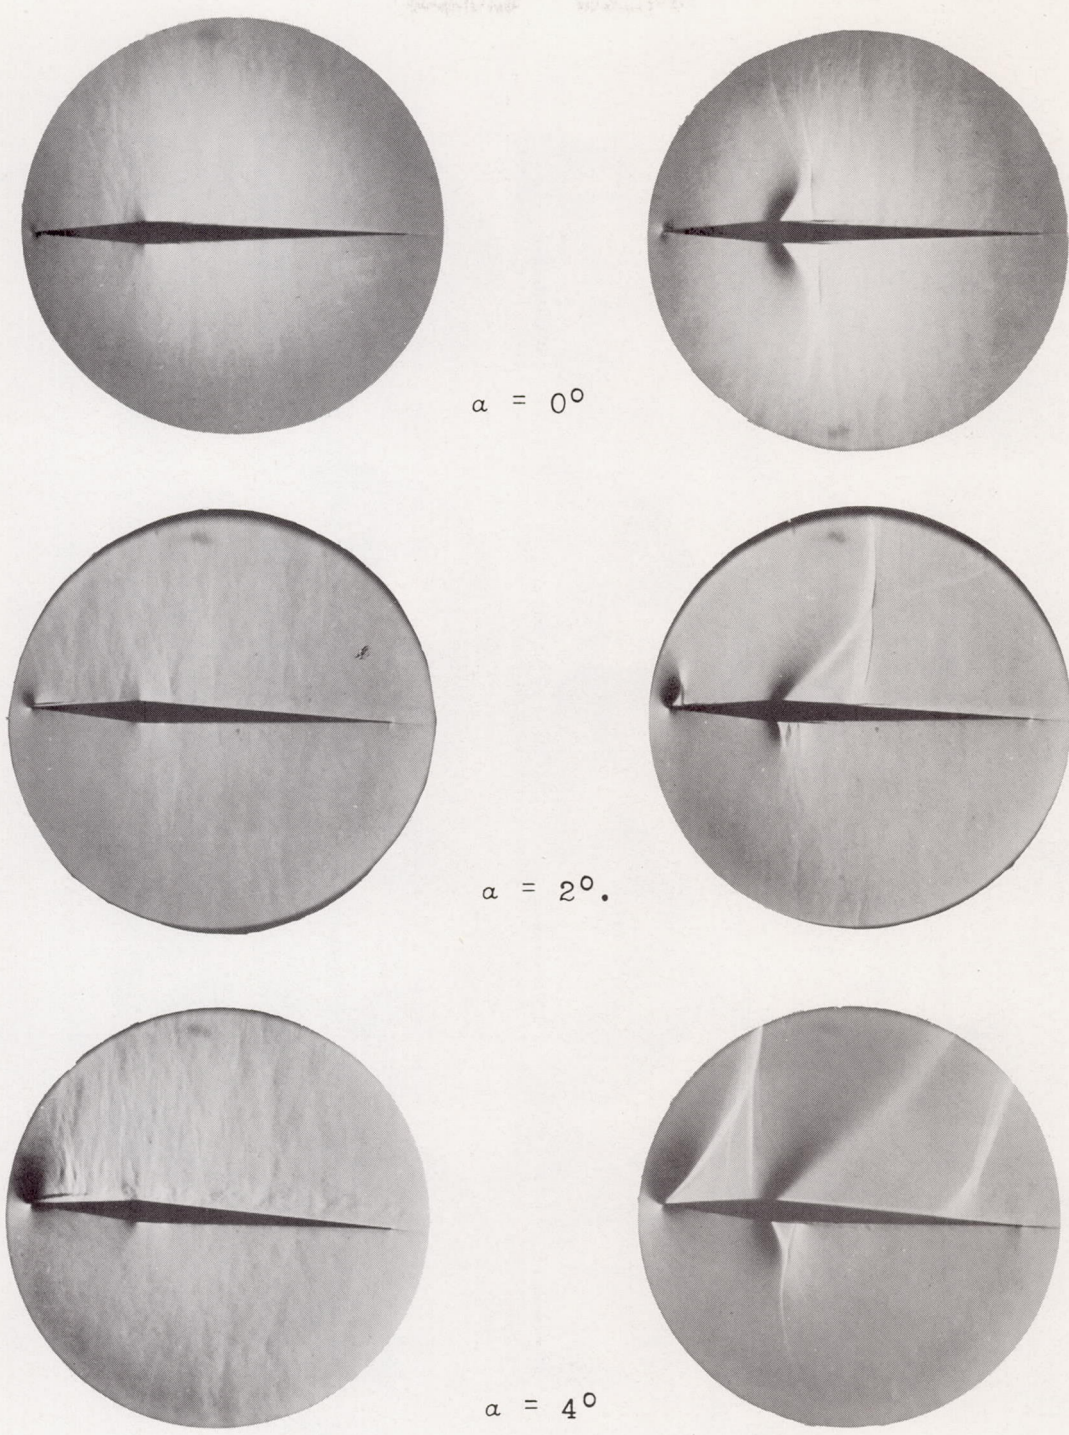 α = 0°
α = 2°.
α = 4°